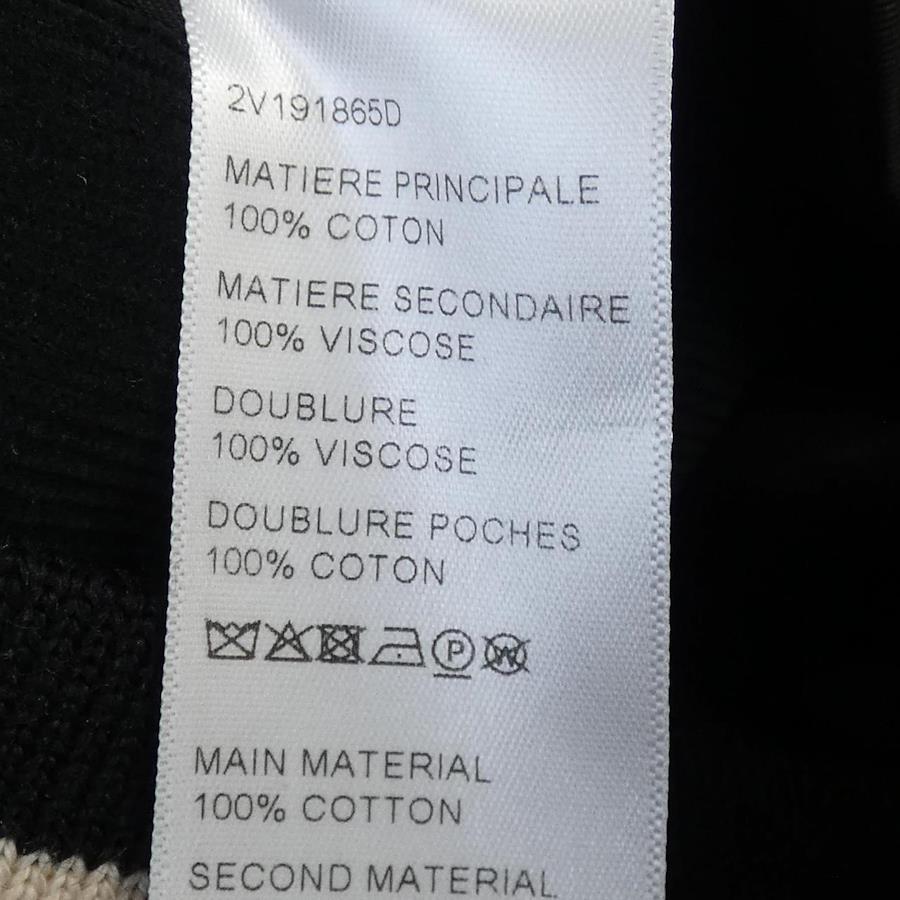 2V191865D
MATIERE PRINCIPALE
100% COTON
MATIERE SECONDAIRE
100% VISCOSE
DOUBLURE
100% VISCOSE
DOUBLURE POCHES
100% COTON
P W
MAIN MATERIAL
100% COTTON
SECOND MATERIAL